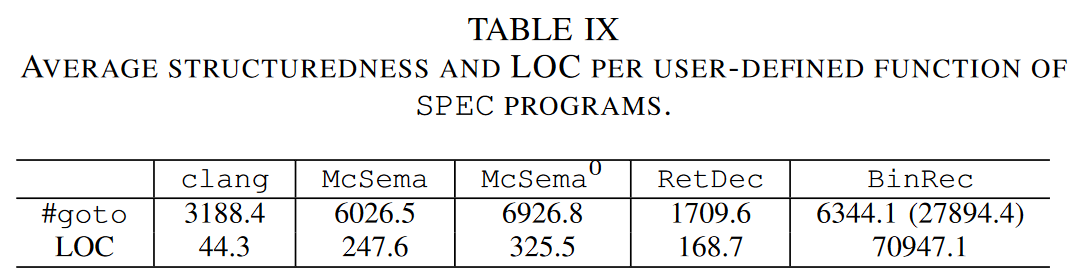 TABLE IX
AVERAGE STRUCTUREDNESS AND LOC PER USER-DEFINED FUNCTION OF
SPEC PROGRAMS.
clang McSema McSema⁰ RetDec BinRec
#goto 3188.4 6026.5 6926.8 1709.6 6344.1 (27894.4)
LOC 44.3 247.6 325.5 168.7 70947.1